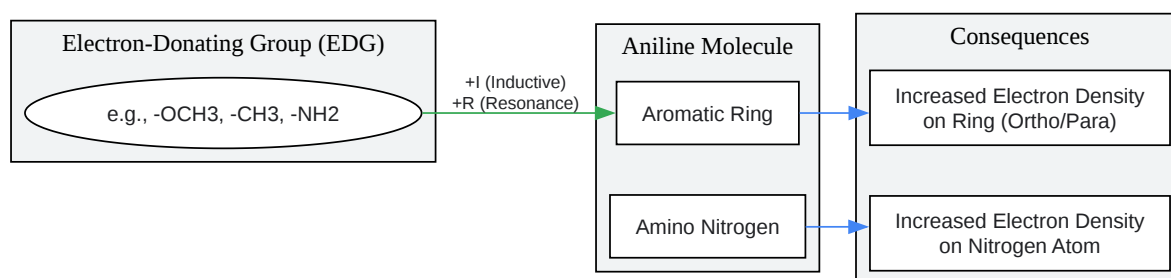 Electron-Donating Group (EDG)
e.g., -OCH3, -CH3, -NH2
+I (Inductive)
+R (Resonance)
Aniline Molecule
Aromatic Ring
Amino Nitrogen
Consequences
Increased Electron Density
on Ring (Ortho/Para)
Increased Electron Density
on Nitrogen Atom